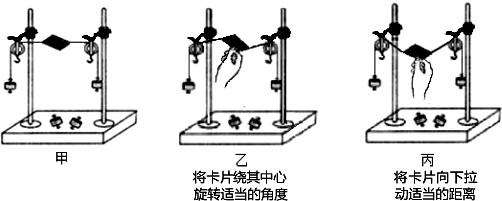 甲
乙
丙
将卡片绕其中心
旋转适当的角度
将卡片向下拉
动适当的距离